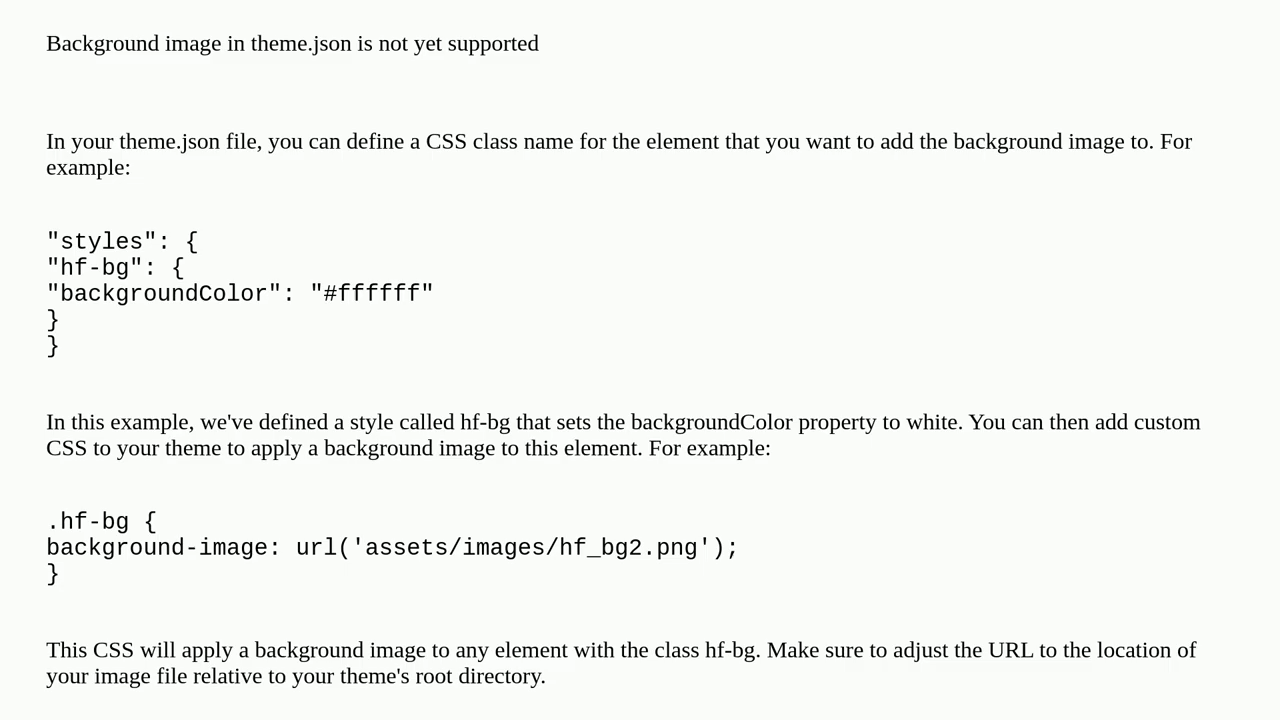 Background image in theme.json is not yet supported
In your theme.json file, you can define a CSS class name for the element that you want to add the background image to. For
example:
"styles": {
"hf-bg": {
"backgroundColor": "#ffffff"
}
}
In this example, we've defined a style called hf-bg that sets the backgroundColor property to white. You can then add custom
CSS to your theme to apply a background image to this element. For example:
.hf-bg {
background-image: url('assets/images/hf_bg2.png');
}
This CSS will apply a background image to any element with the class hf-bg. Make sure to adjust the URL to the location of
your image file relative to your theme's root directory.